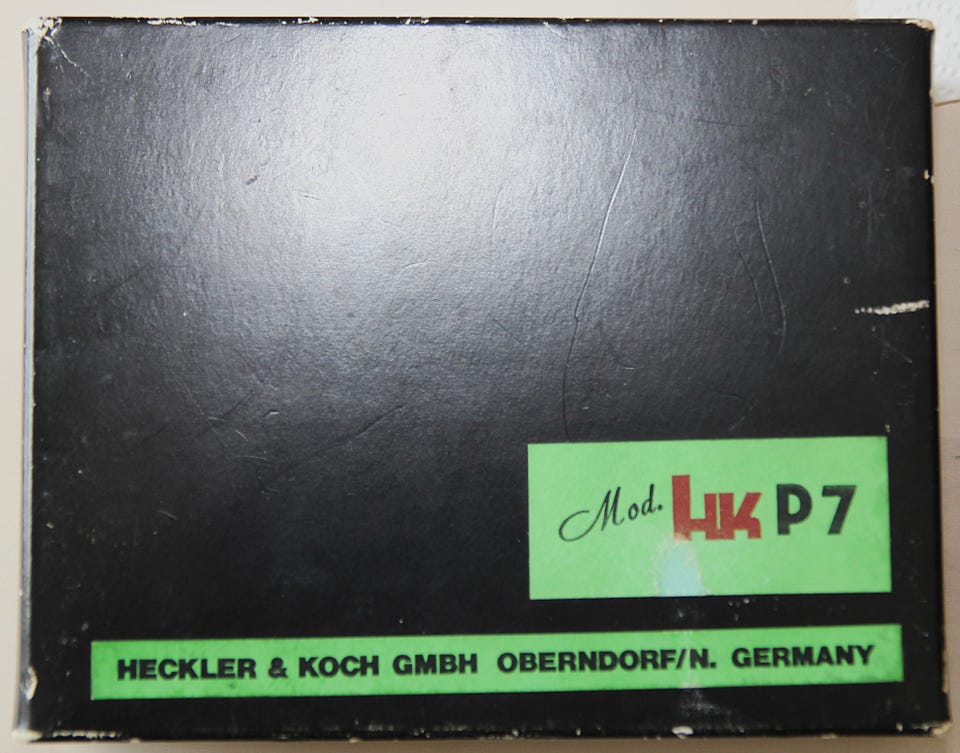 Mod. HK P7
HECKLER & KOCH GMBH OBERNDORF/N. GERMANY